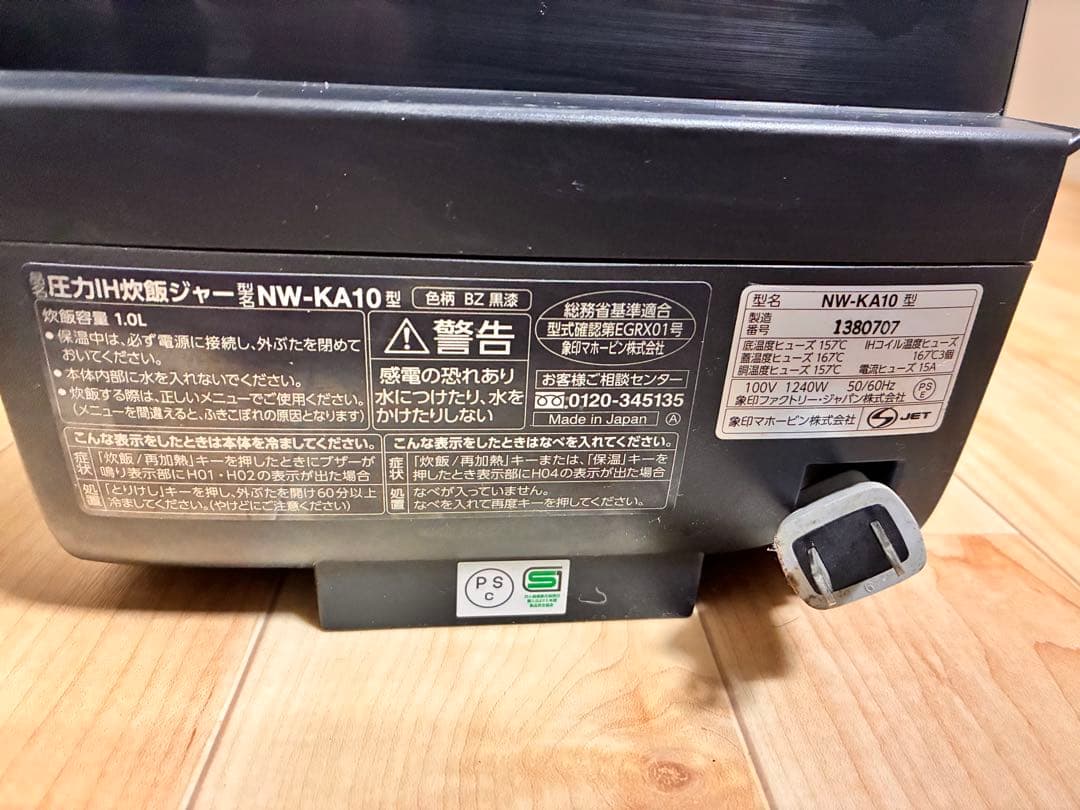 品名 圧力IH炊飯ジャー 型名 NW-KA10型
色柄 BZ 黒漆
炊飯容量 1.0L
●保温中は、必ず電源に接続し、外ぶたを閉めて
おいてください。
●本体内部に水を入れないでください。
●炊飯する際は、正しいメニューでご使用ください。
(メニューを間違えると、ふきこぼれの原因となります)
警告
感電の恐れあり
水につけたり、水を
かけたりしない
総務省基準適合
型式確認第EGRX01号
象印マホービン株式会社
お客様ご相談センター
0120-345135
Made in Japan Ⓐ
こんな表示をしたときは本体を冷ましてください。
症状 「炊飯/再加熱」キーを押したときにブザーが
鳴り表示部にH01・H02の表示が出た場合
処置 「とりけし」キーを押し、外ぶたを開け60分以上
冷ましてください。(やけどにご注意ください)
こんな表示をしたときはなべを入れてください。
症状 「炊飯/再加熱」キーまたは、「保温」キーを
押したとき表示部にH04の表示が出た場合
処置 なべが入っていません。
なべを入れて再度キーを押してください。
型名 NW-KA10型
製造番号 1380707
底温度ヒューズ 157℃ IHコイル温度ヒューズ
蓋温度ヒューズ 167℃ 167℃3個
胴温度ヒューズ 157℃ 電流ヒューズ 15A
100V 1240W 50/60Hz
象印ファクトリー・ジャパン株式会社
PSE
象印マホービン株式会社 JET
PSC